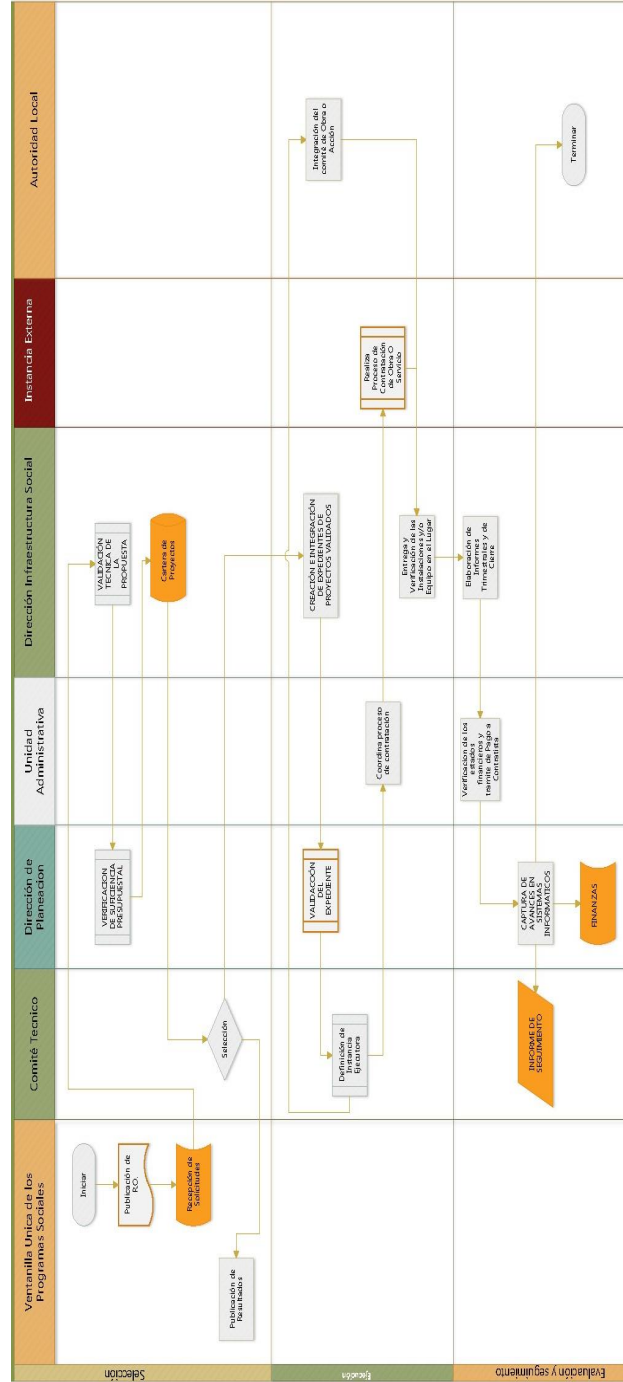 Ventanilla Unica de los
Programas Sociales
Comité Tecnico
Dirección de
Planeacion
Unidad
Administrativa
Dirección Infraestructura Social
Instancia Externa
Autoridad Local
Selección
Iniciar
Publicación de
R.O.
Recepción de
Solicitudes
VALIDACIÓN
TECNICA DE
LA
PROPUESTA
VERIFICACION
DE SUFICIENCIA
PRESUPUESTAL
Cartera de
Proyectos
Selección
Publicación de
Resultados
Ejecución
CREACIÓN E INTEGRACIÓN
DE EXPEDIENTES DE
PROYECTOS VALIDADOS
VALIDACCIÓN
DEL
EXPEDIENTE
Definición de
Instancia
Ejecutora
Integración del
comité de Obra o
Acción
Coordina proceso
de contratación
Realiza
Proceso de
Contratación
de Obra O
Servicio
Entrega y
Verificación de las
Instalaciones y/o
Equipo en el Lugar
Evaluación y seguimiento
Elaboración de
Informes
Trimestrales y de
Cierre
Verificacion de los
estados
financieros y
tramite de Pago a
Contratista
CAPTURA DE
AVANCES EN
SISTEMAS
INFORMATICOS
INFORME DE
SEGUIMIENTO
FINANZAS
Terminar